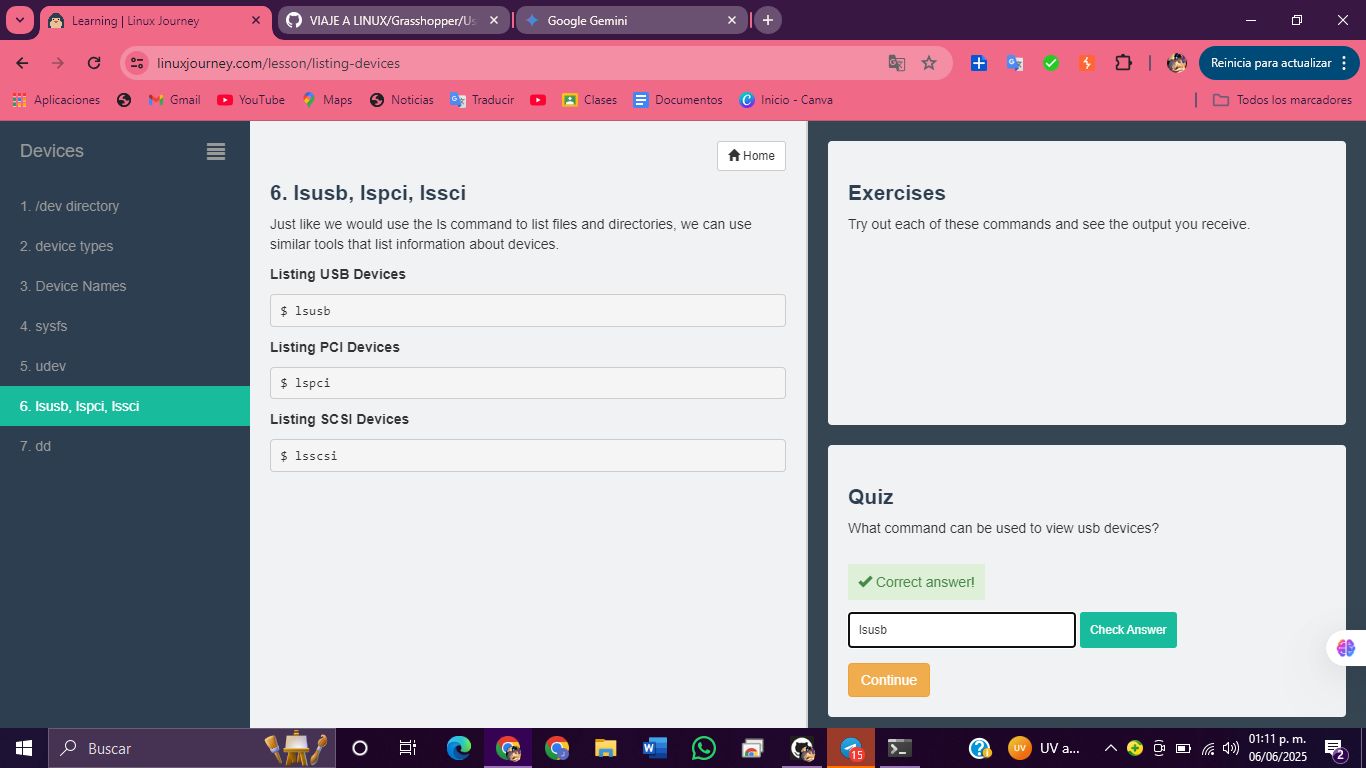 Learning | Linux Journey
VIAJE A LINUX/Grasshopper/Us
Google Gemini
linuxjourney.com/lesson/listing-devices
Reinicia para actualizar
Aplicaciones
Gmail
YouTube
Maps
Noticias
Traducir
Clases
Documentos
Inicio - Canva
Todos los marcadores
Devices
1. /dev directory
2. device types
3. Device Names
4. sysfs
5. udev
6. lsusb, lspci, lssci
7. dd
Home
6. lsusb, lspci, lssci
Just like we would use the ls command to list files and directories, we can use
similar tools that list information about devices.
Listing USB Devices
$ lsusb
Listing PCI Devices
$ lspci
Listing SCSI Devices
$ lsscsi
Exercises
Try out each of these commands and see the output you receive.
Quiz
What command can be used to view usb devices?
✔ Correct answer!
lsusb
Check Answer
Continue
Buscar
15
UV
UV a...
01:11 p. m.
06/06/2025
2